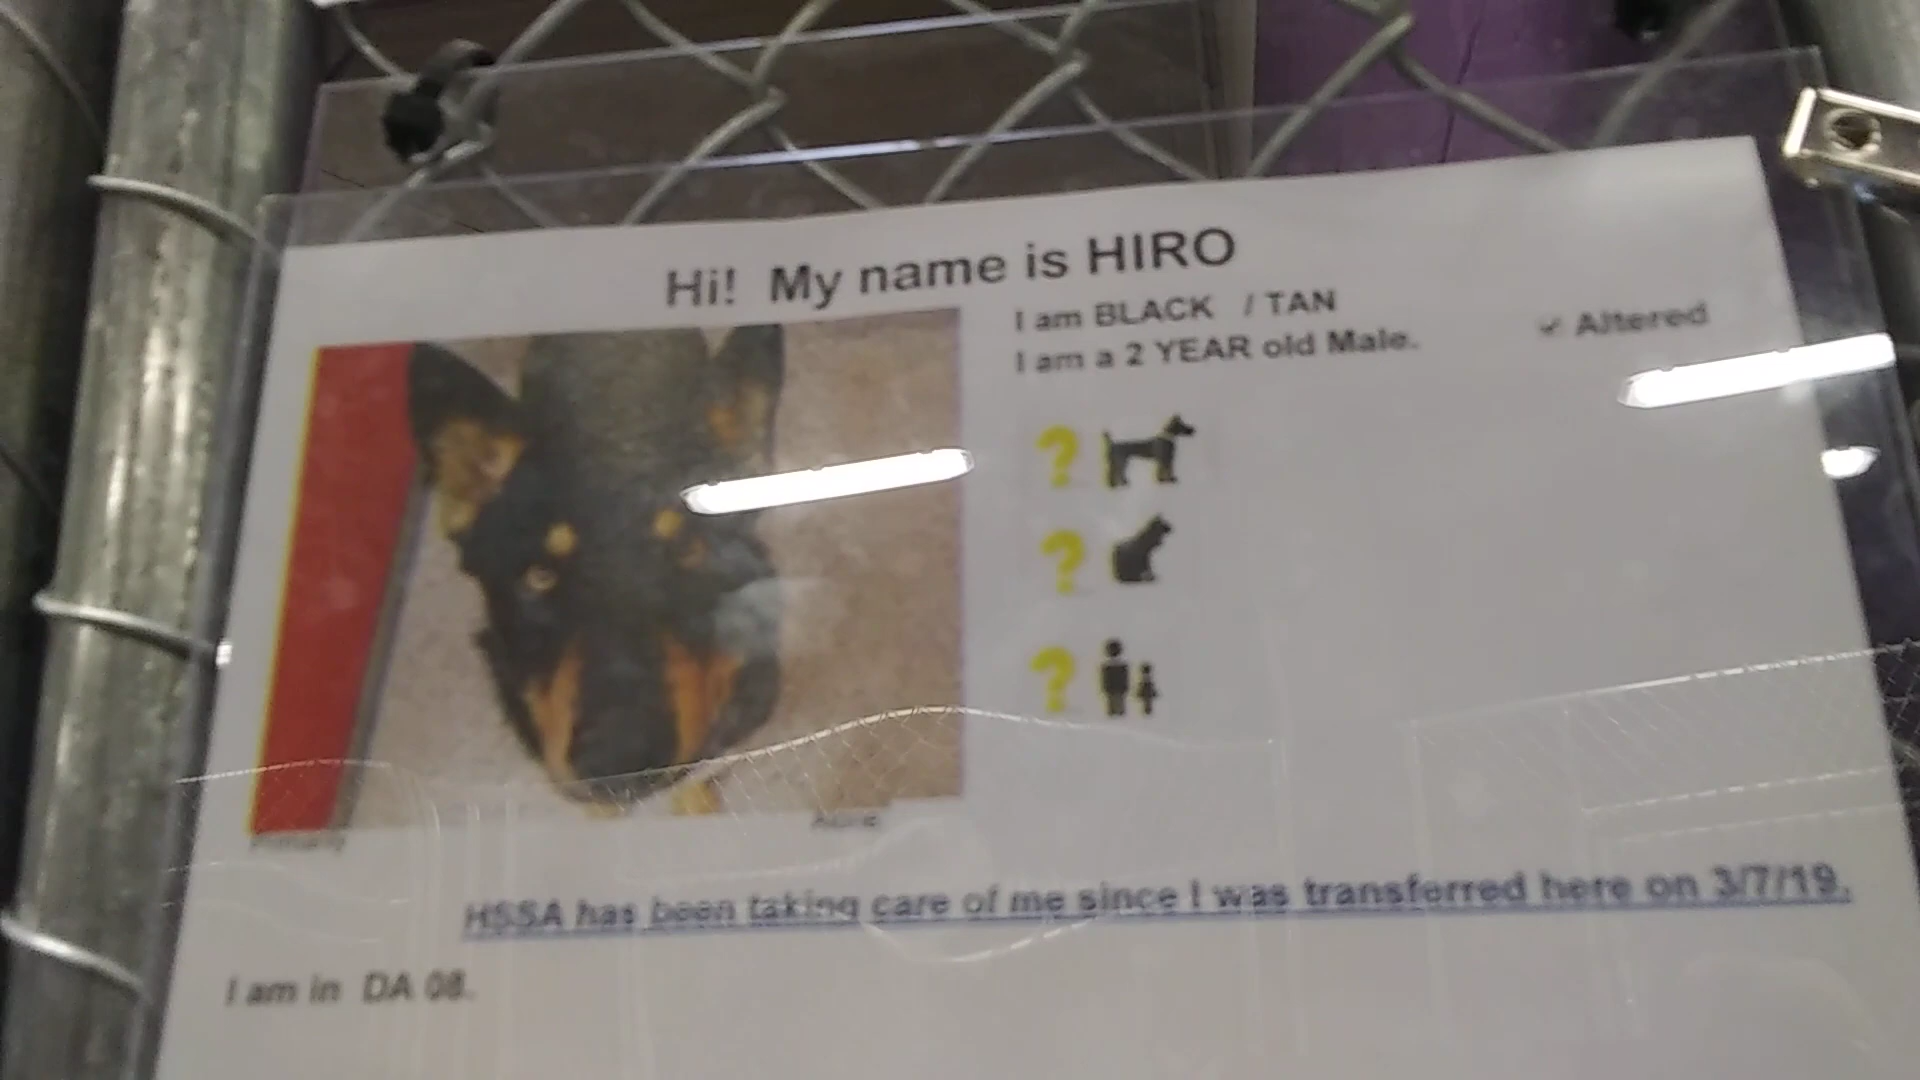 Hi! My name is HIRO
I am BLACK / TAN
✓ Altered
I am a 2 YEAR old Male.
?
?
?
Alone
HSSA has been taking care of me since I was transferred here on 3/7/19.
I am in DA 08.